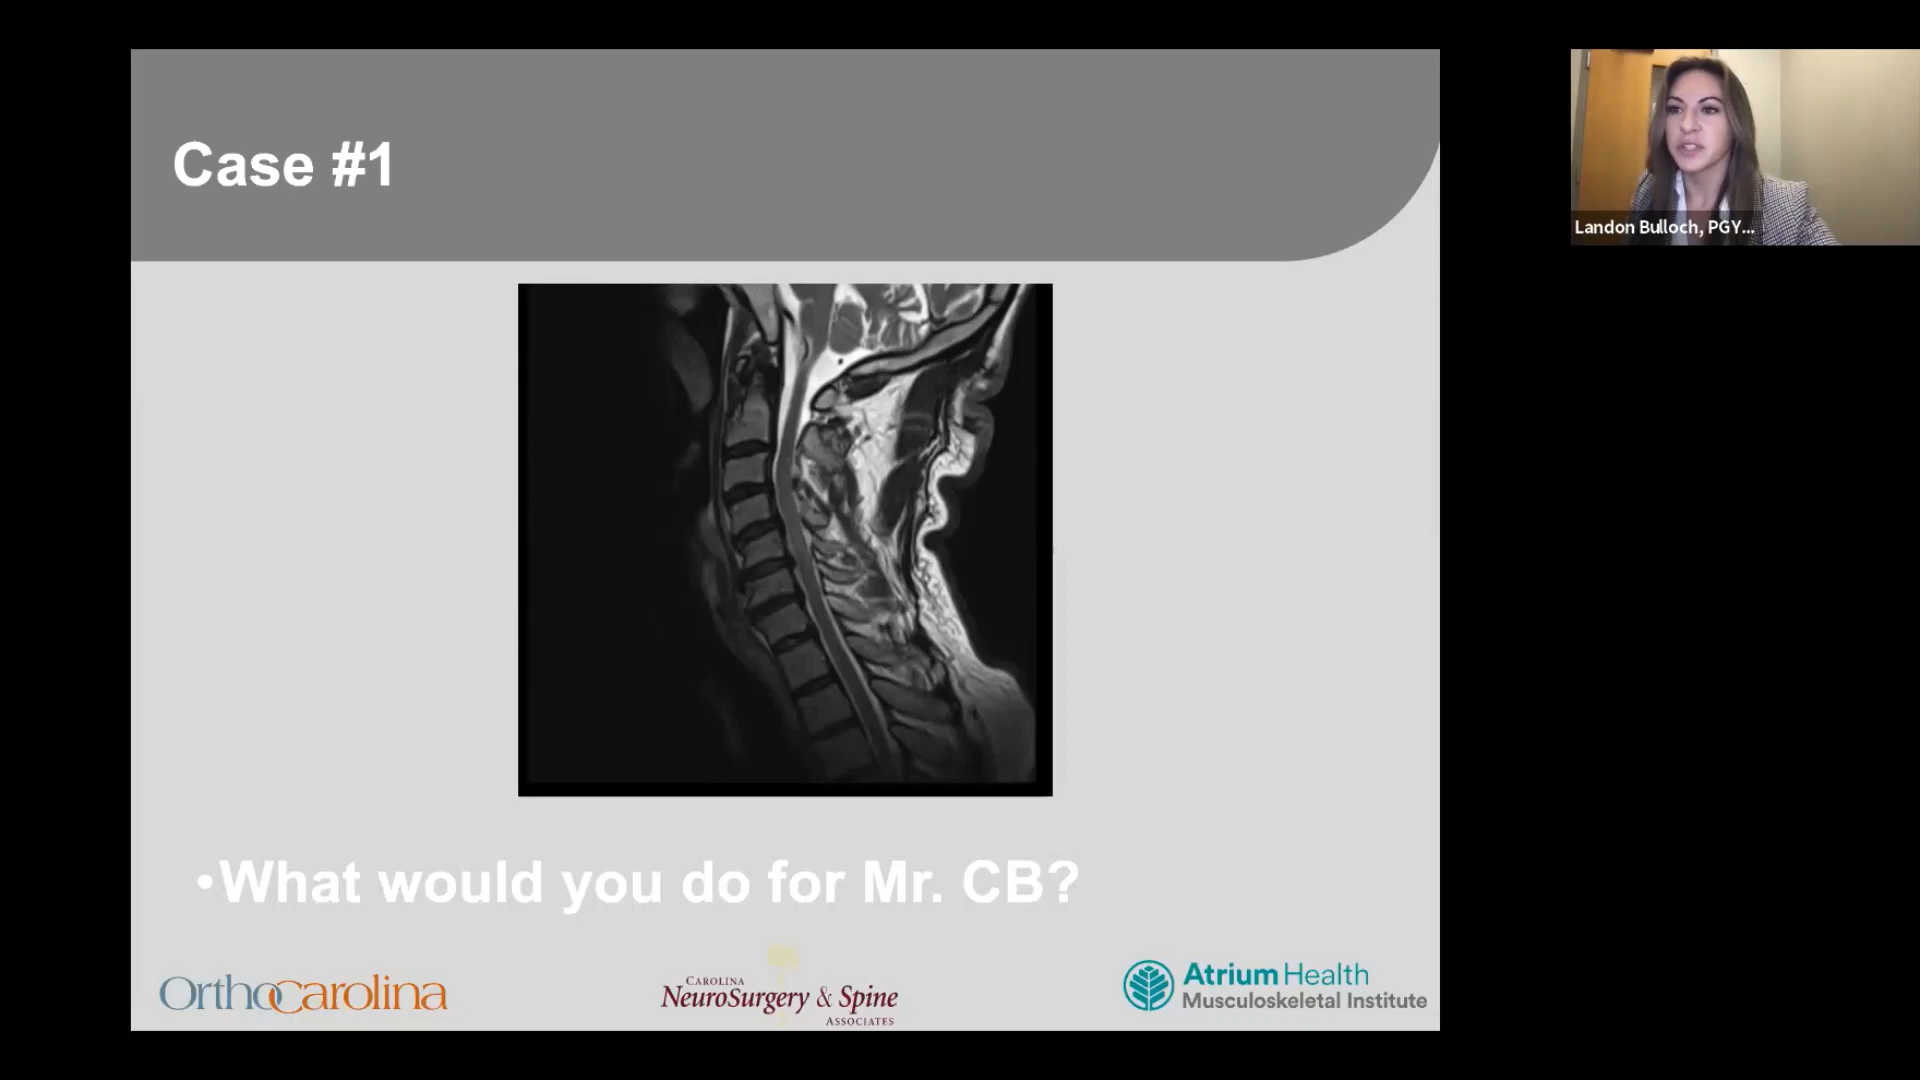 Case #1
Landon Bulloch, PGY...
•What would you do for Mr. CB?
OrthoCarolina
CAROLINA
NEUROSURGERY & SPINE
ASSOCIATES
Atrium Health
Musculoskeletal Institute